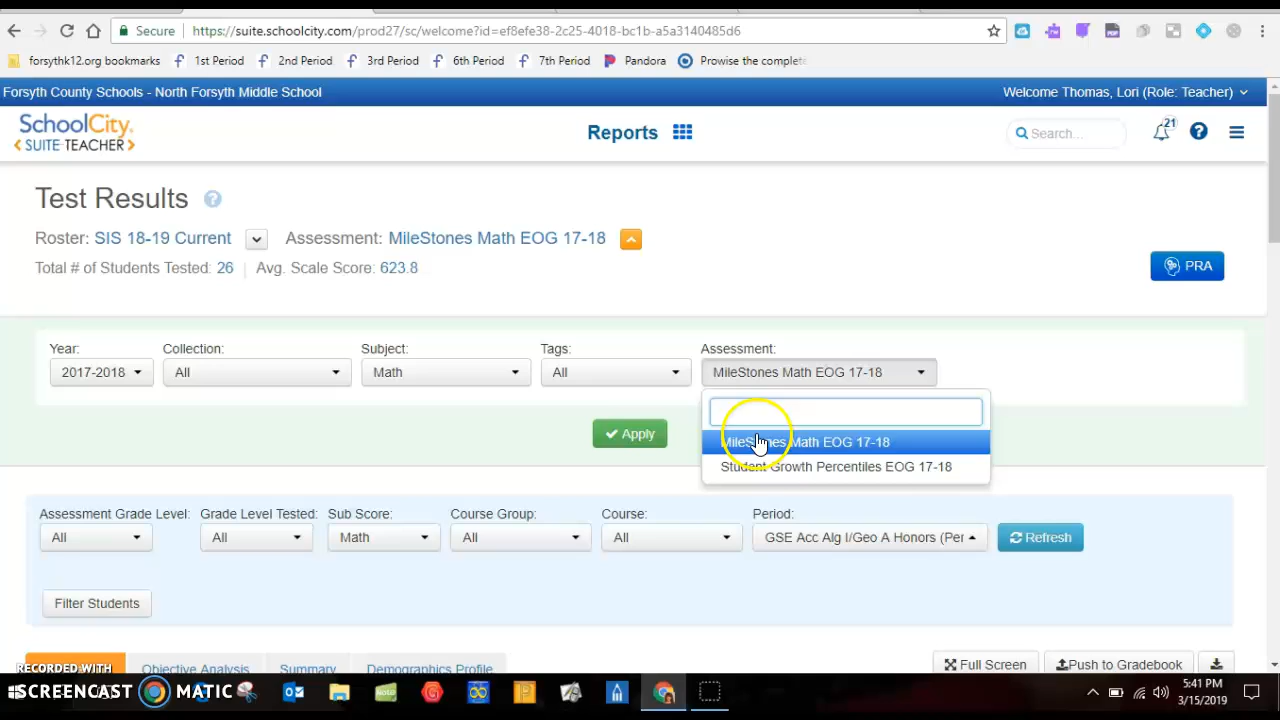 Secure
https://suite.schoolcity.com/prod27/sc/welcome?id=ef8efe38-2c25-4018-bc1b-a5a3140485d6
forsythk12.org bookmarks 1st Period 2nd Period 3rd Period 6th Period 7th Period Pandora Prowise the complete
Forsyth County Schools - North Forsyth Middle School
Welcome Thomas, Lori (Role: Teacher)
SchoolCity
SUITE TEACHER
Reports
Search...
21
Test Results
Roster: SIS 18-19 Current Assessment: MileStones Math EOG 17-18
Total # of Students Tested: 26 Avg. Scale Score: 623.8
PRA
Year: Collection: Subject: Tags: Assessment:
2017-2018 All Math All MileStones Math EOG 17-18
Apply
MileStones Math EOG 17-18
Student Growth Percentiles EOG 17-18
Assessment Grade Level: Grade Level Tested: Sub Score: Course Group: Course: Period:
All All Math All All GSE Acc Alg I/Geo A Honors (Per
Refresh
Filter Students
Objective Analysis Summary Demographics Profile
Full Screen Push to Gradebook
RECORDED WITH
SCREENCAST MATIC
5:41 PM
3/15/2019